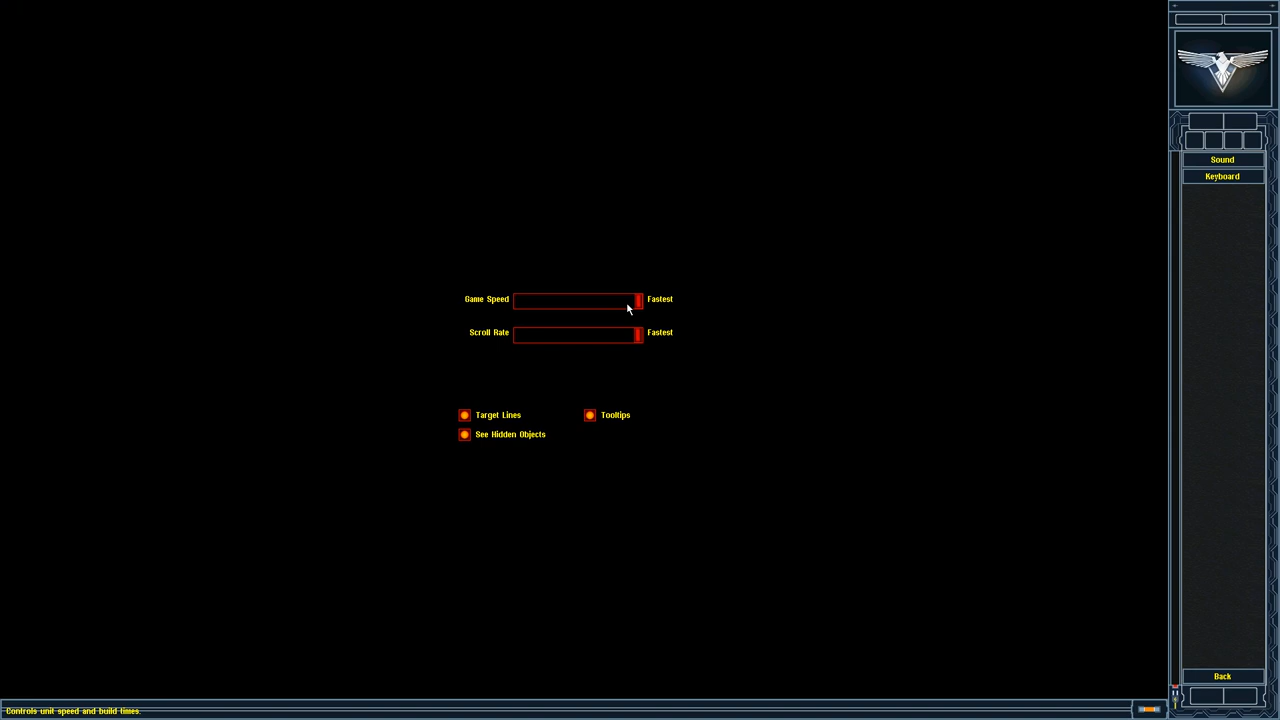 Sound
Keyboard
Game Speed Fastest
Scroll Rate Fastest
Target Lines Tooltips
See Hidden Objects
Back
Controls unit speed and build times.